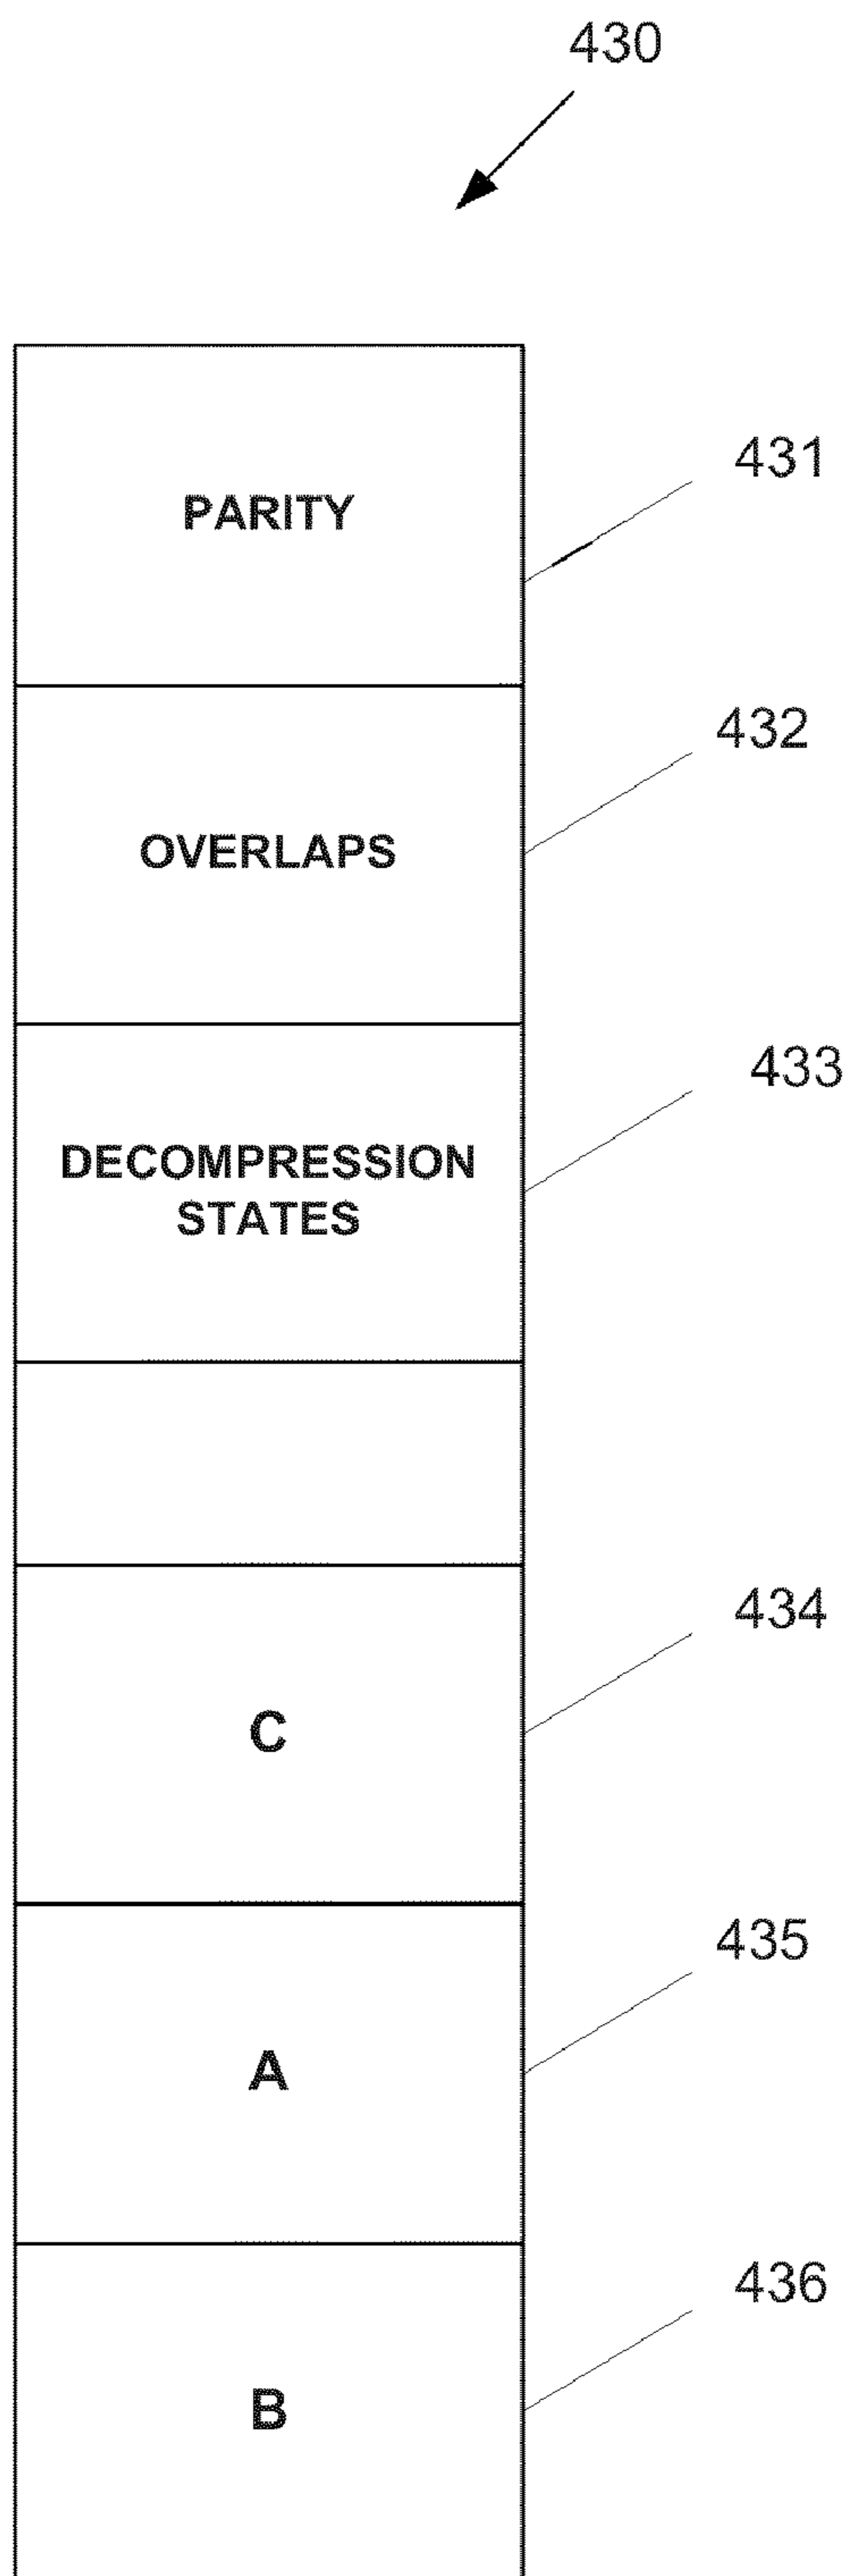 430
PARITY
431
OVERLAPS
432
DECOMPRESSION
STATES
433
C
434
A
435
B
436